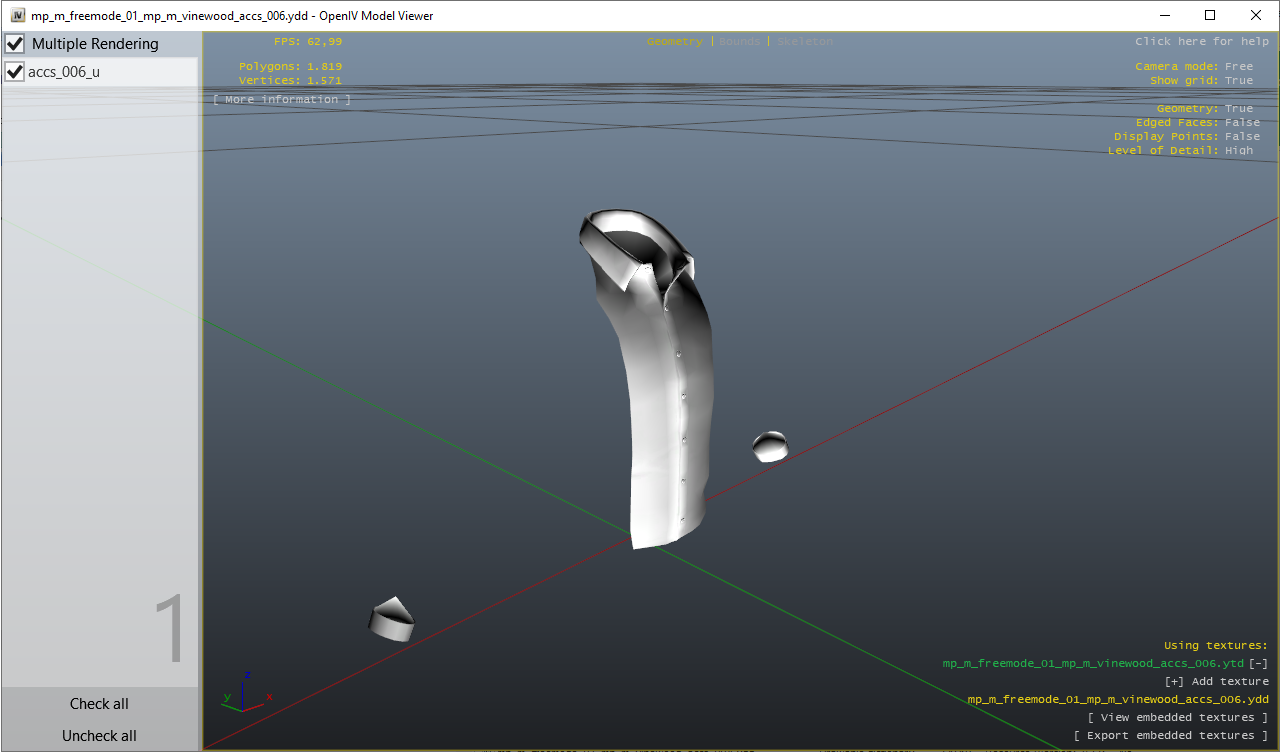 mp_m_freemode_01_mp_m_vinewood_accs_006.ydd - OpenIV Model Viewer
Multiple Rendering
accs_006_u
1
Check all
Uncheck all
FPS: 62,99
Polygons: 1.819
Vertices: 1.571
[ More information ]
Geometry | Bounds | Skeleton
Click here for help
Camera mode: Free
Show grid: True
Geometry: True
Edged Faces: False
Display Points: False
Level of Detail: High
z
y
x
Using textures:
mp_m_freemode_01_mp_m_vinewood_accs_006.ytd [-]
[+] Add texture
mp_m_freemode_01_mp_m_vinewood_accs_006.ydd
[ View embedded textures ]
[ Export embedded textures ]